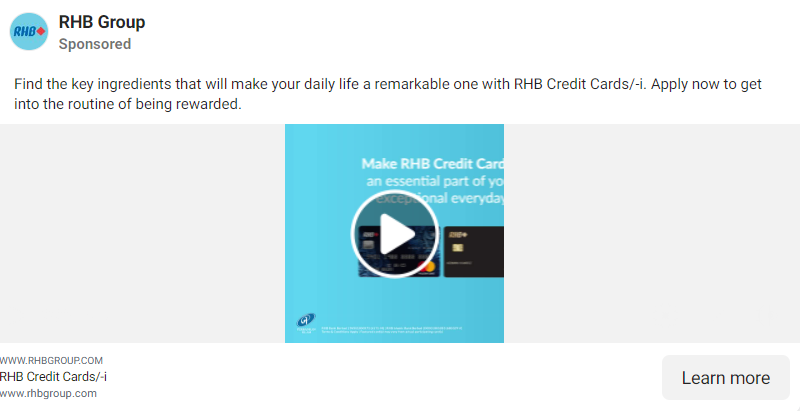 RHB
RHB Group
Sponsored
Find the key ingredients that will make your daily life a remarkable one with RHB Credit Cards/-i. Apply now to get
into the routine of being rewarded.
Make RHB Credit Card
an essential part of yo
exceptional everyday
RHB
RHB
WWW.RHBGROUP.COM
RHB Credit Cards/-i
www.rhbgroup.com
Learn more